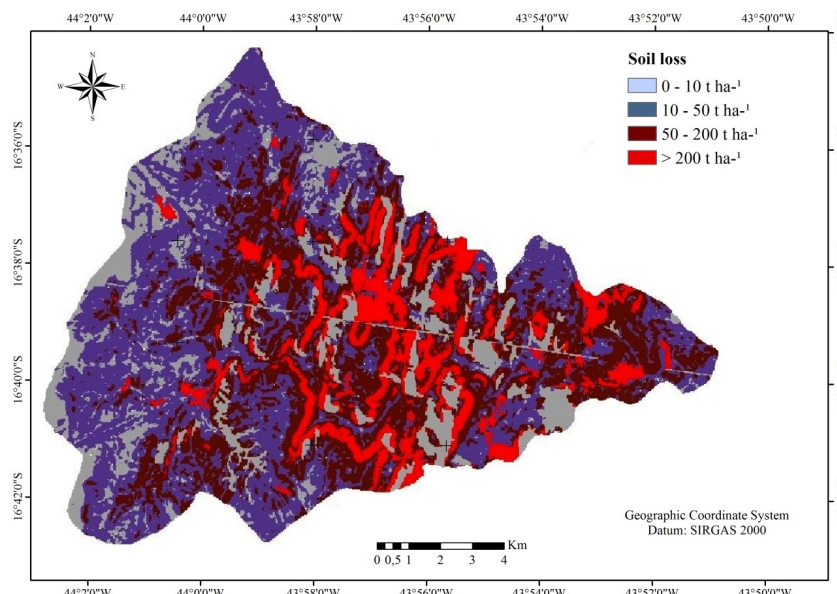 44°2'0"W 44°0'0"W 43°58'0"W 43°56'0"W 43°54'0"W 43°52'0"W 43°50'0"W
N
W E
S
Soil loss
0 - 10 t ha-¹
10 - 50 t ha-¹
50 - 200 t ha-¹
> 200 t ha-¹
16°36'0"S
16°38'0"S
16°40'0"S
16°42'0"S
Geographic Coordinate System
Datum: SIRGAS 2000
Km
0 0,5 1 2 3 4
44°2'0"W 44°0'0"W 43°58'0"W 43°56'0"W 43°54'0"W 43°52'0"W 43°50'0"W